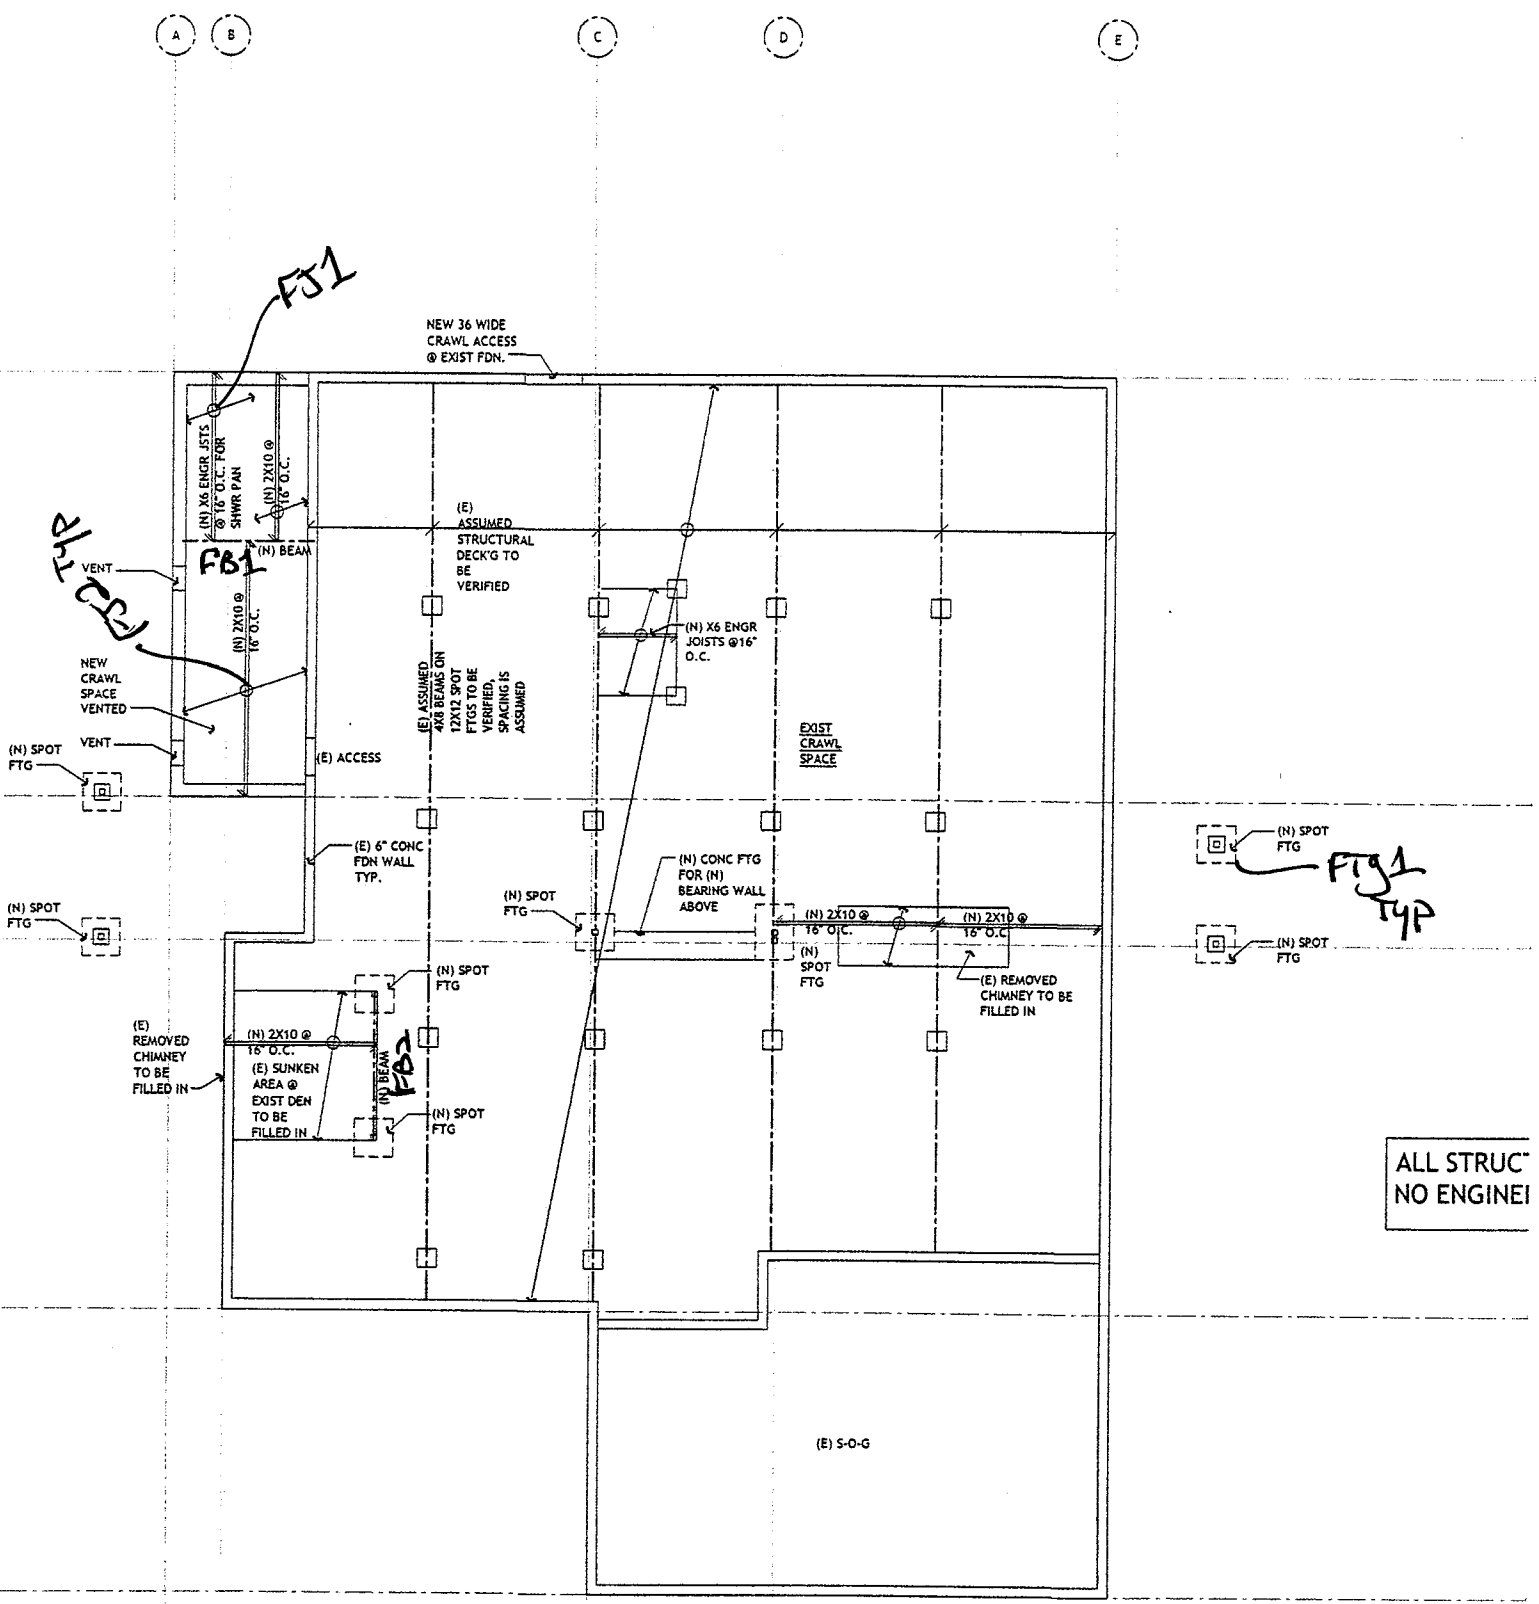 A
B
C
D
E
FJ1
NEW 36 WIDE
CRAWL ACCESS
@ EXIST FDN.
(N) X6 ENGR JSTS
@ 16" O.C. FOR
SHWR PAN
(N) 2X10 @
16" O.C.
(E)
ASSUMED
STRUCTURAL
DECK'G TO
BE
VERIFIED
FB1
(N) BEAM
VENT
FJ2 TYP
(N) 2X10 @
16" O.C.
(N) X6 ENGR
JOISTS @16"
O.C.
NEW
CRAWL
SPACE
VENTED
(E) ASSUMED
4X8 BEAMS ON
12X12 SPOT
FTGS TO BE
VERIFIED,
SPACING IS
ASSUMED
EXIST
CRAWL
SPACE
VENT
(N) SPOT
FTG
(E) ACCESS
(E) 6" CONC
FDN WALL
TYP.
(N) CONC FTG
FOR (N)
BEARING WALL
ABOVE
(N) SPOT
FTG
FTg1
TYP
(N) SPOT
FTG
(N) SPOT
FTG
(N) 2X10 @
16" O.C.
(N) 2X10 @
16" O.C
(N)
SPOT
FTG
(N) SPOT
FTG
(E) REMOVED
CHIMNEY TO BE
FILLED IN
(N) SPOT
FTG
(E)
REMOVED
CHIMNEY
TO BE
FILLED IN
(N) 2X10 @
16" O.C.
(E) SUNKEN
AREA @
EXIST DEN
TO BE
FILLED IN
(N) BEAM
FB2
(N) SPOT
FTG
ALL STRUCT
NO ENGINE
(E) S-O-G